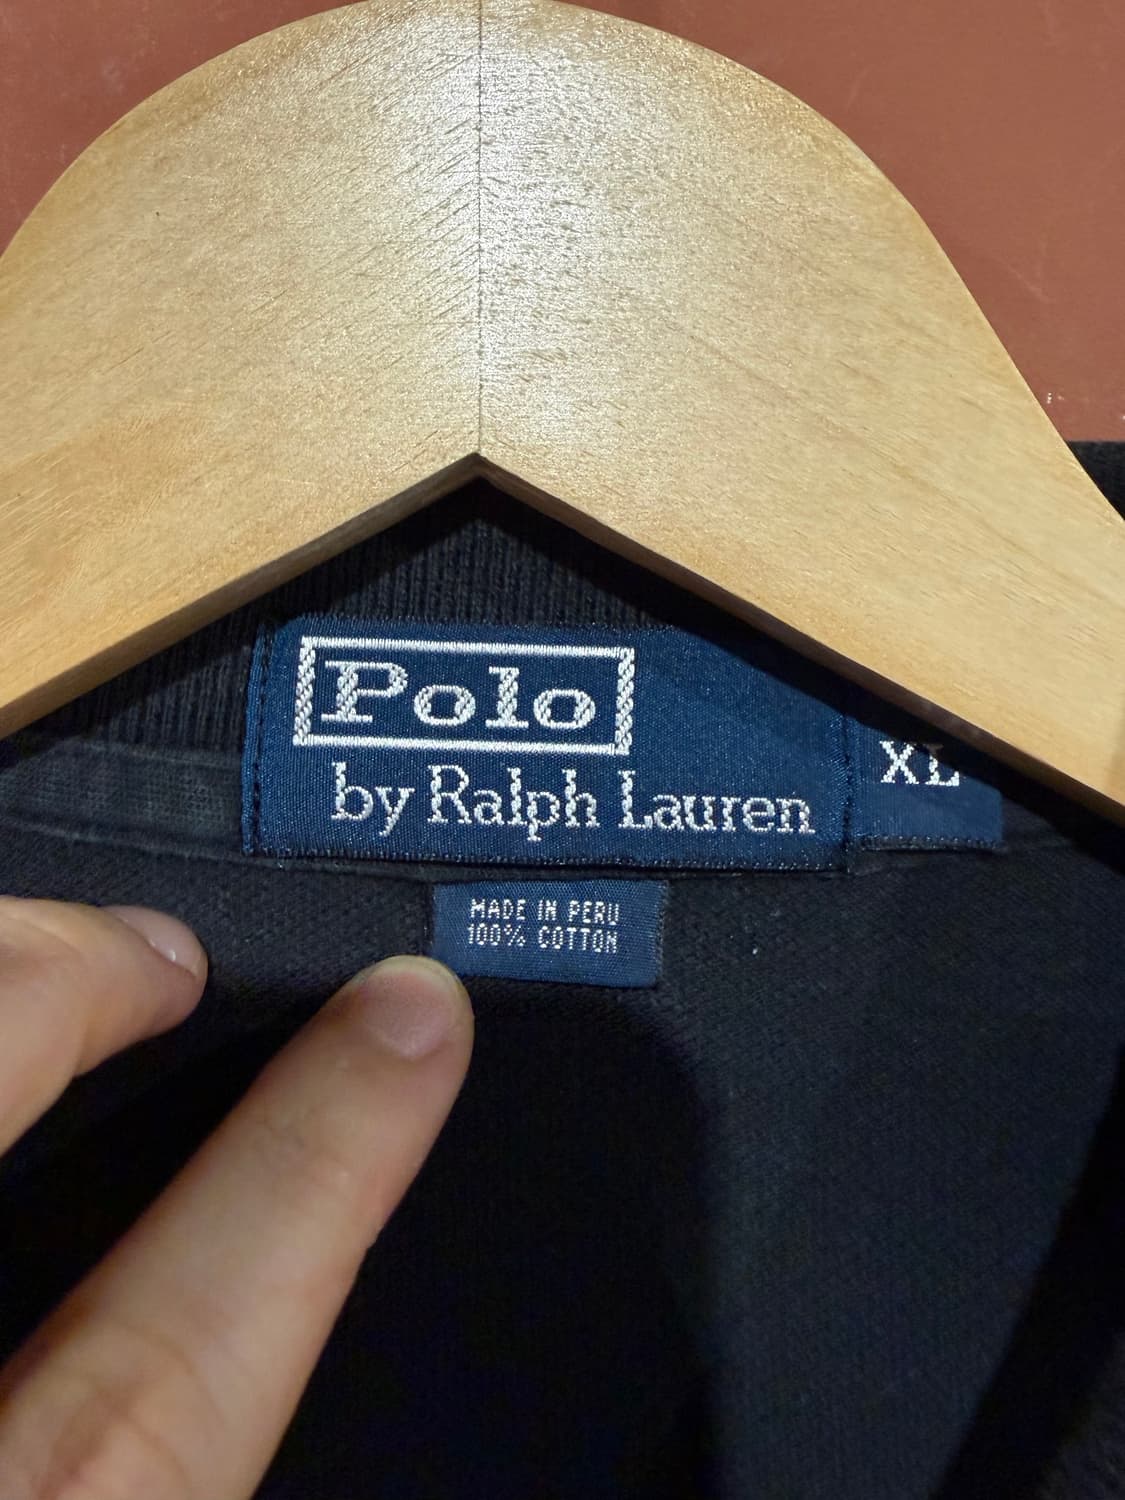 Polo
by Ralph Lauren
XL
MADE IN PERU
100% COTTON